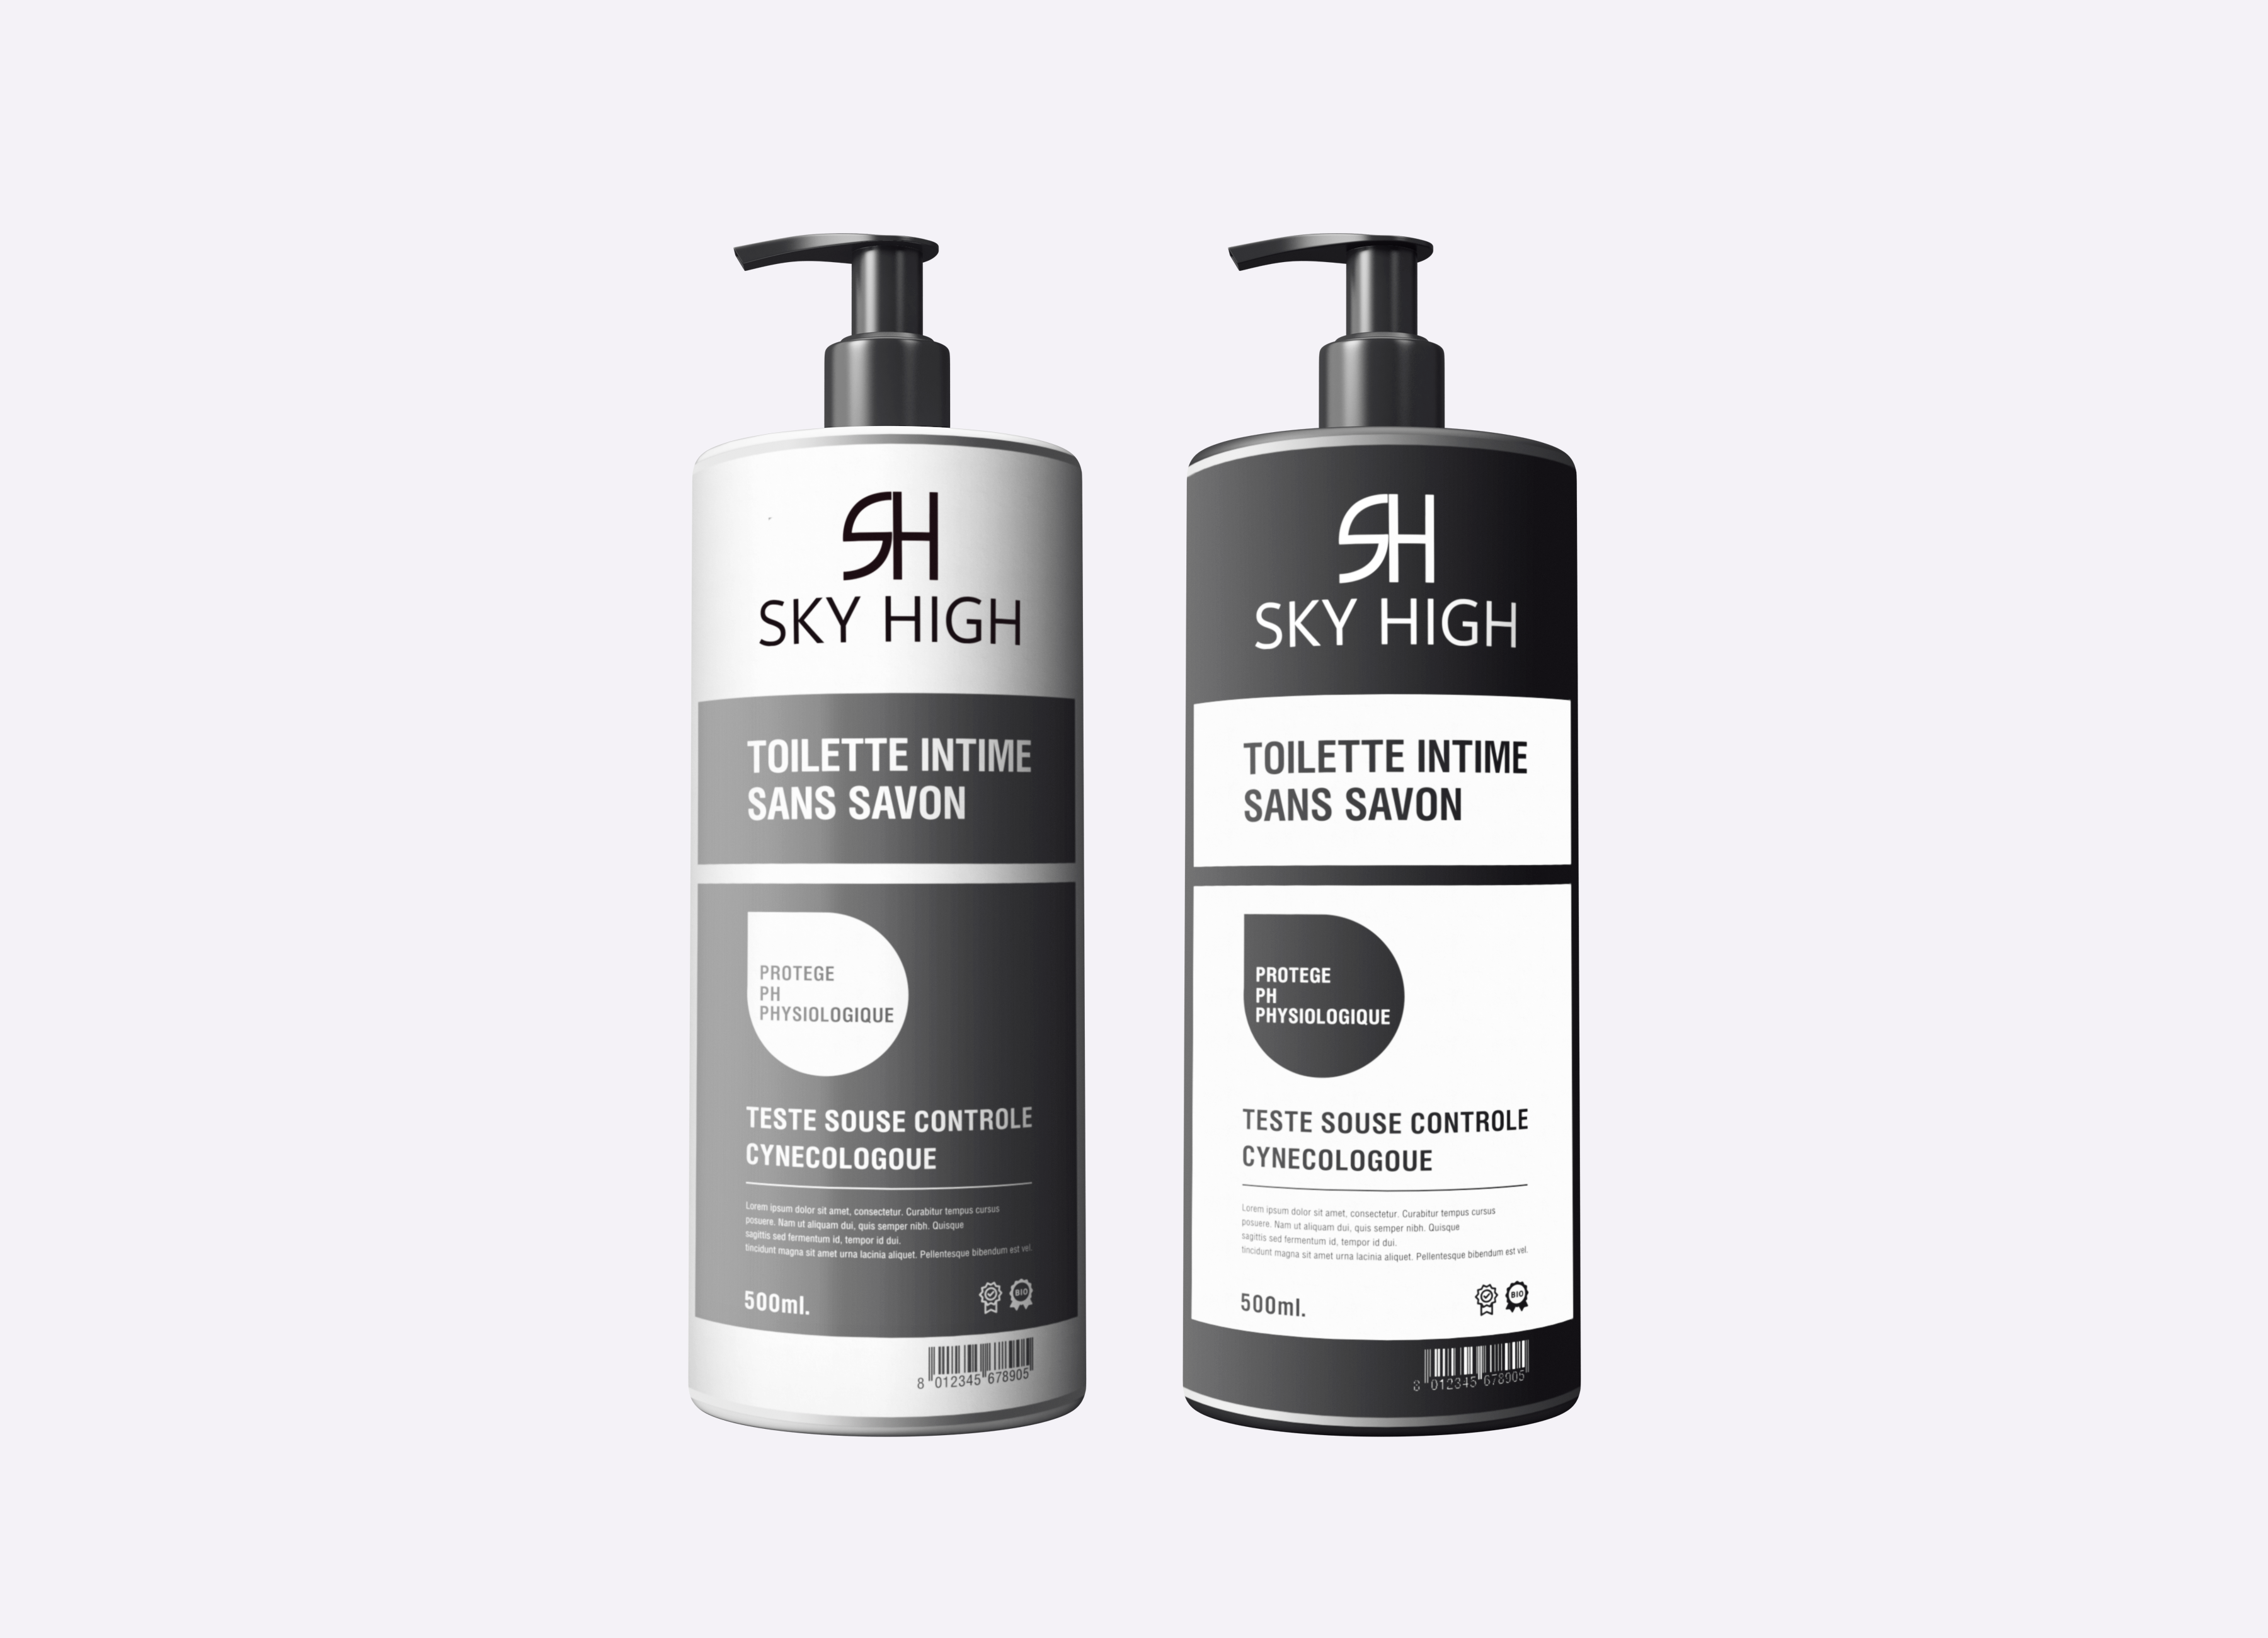 SH
SKY HIGH
TOILETTE INTIME
SANS SAVON
PROTEGE
PH
PHYSIOLOGIQUE
TESTE SOUSE CONTROLE
CYNECOLOGOUE
Lorem ipsum dolor sit amet, consectetur. Curabitur tempus cursus
posuere. Nam ut aliquam dui, quis semper nibh. Quisque
sagittis sed fermentum id, tempor id dui.
tincidunt magna sit amet urna lacinia aliquet. Pellentesque bibendum est vel.
500ml.
BIO
8 012345 678905
SH
SKY HIGH
TOILETTE INTIME
SANS SAVON
PROTEGE
PH
PHYSIOLOGIQUE
TESTE SOUSE CONTROLE
CYNECOLOGOUE
Lorem ipsum dolor sit amet, consectetur. Curabitur tempus cursus
posuere. Nam ut aliquam dui, quis semper nibh. Quisque
sagittis sed fermentum id, tempor id dui.
tincidunt magna sit amet urna lacinia aliquet. Pellentesque bibendum est vel.
500ml.
BIO
8 012345 678905